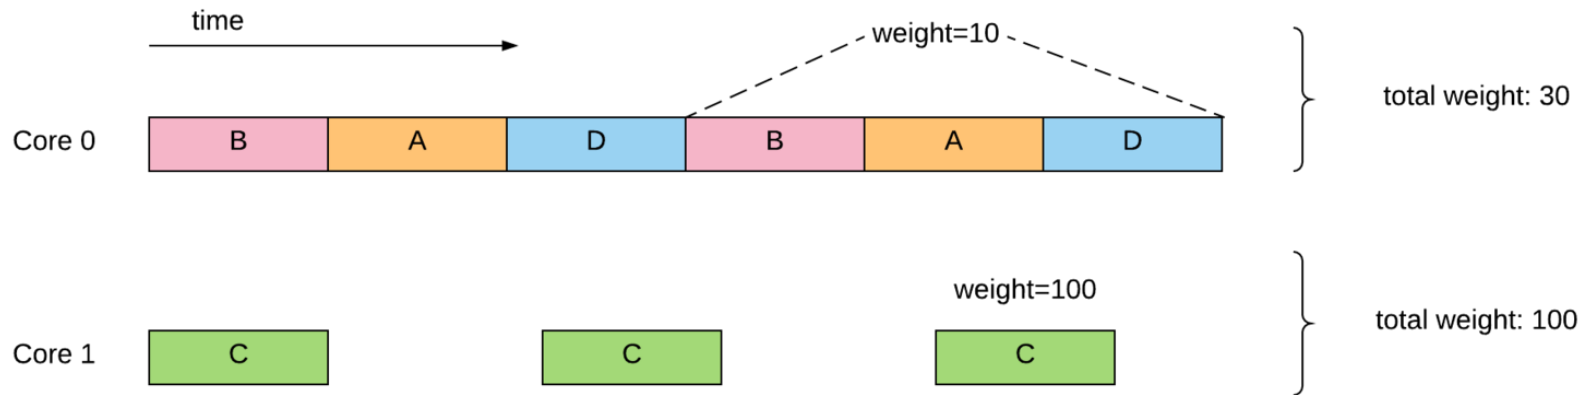 time
weight=10
total weight: 30
Core 0
B
A
D
B
A
D
weight=100
total weight: 100
Core 1
C
C
C